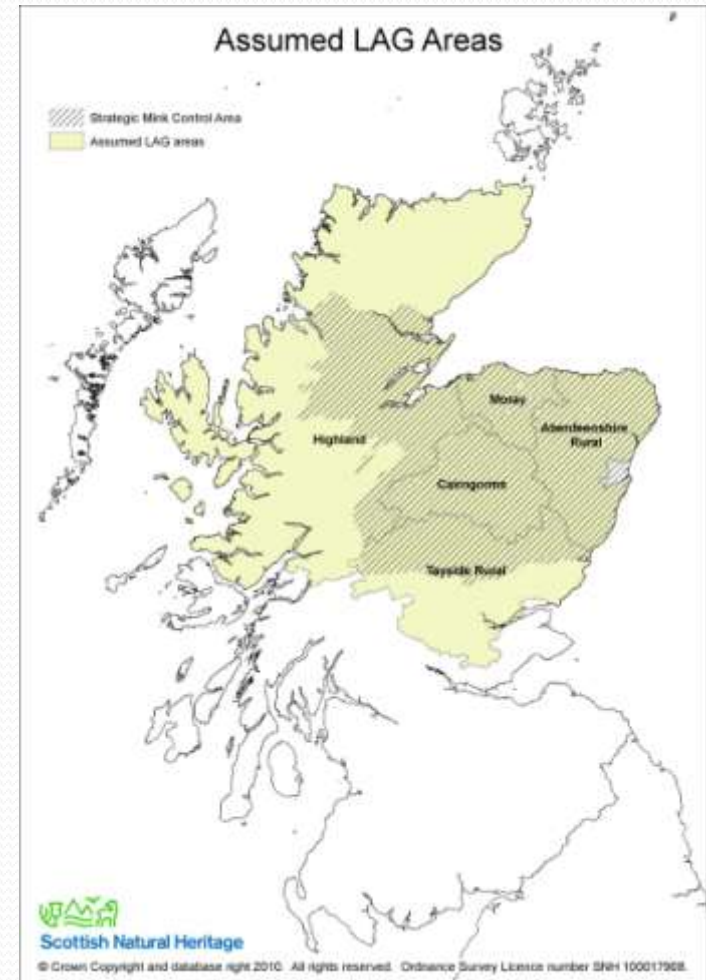 Assumed LAG Areas
Strategic Mink Control Area
Assumed LAG areas
Moray
Aberdeenshire
Rural
Highland
Cairngorms
Tayside Rural
Scottish Natural Heritage
© Crown Copyright and database right 2010. All rights reserved. Ordnance Survey Licence number SNH 100017908.